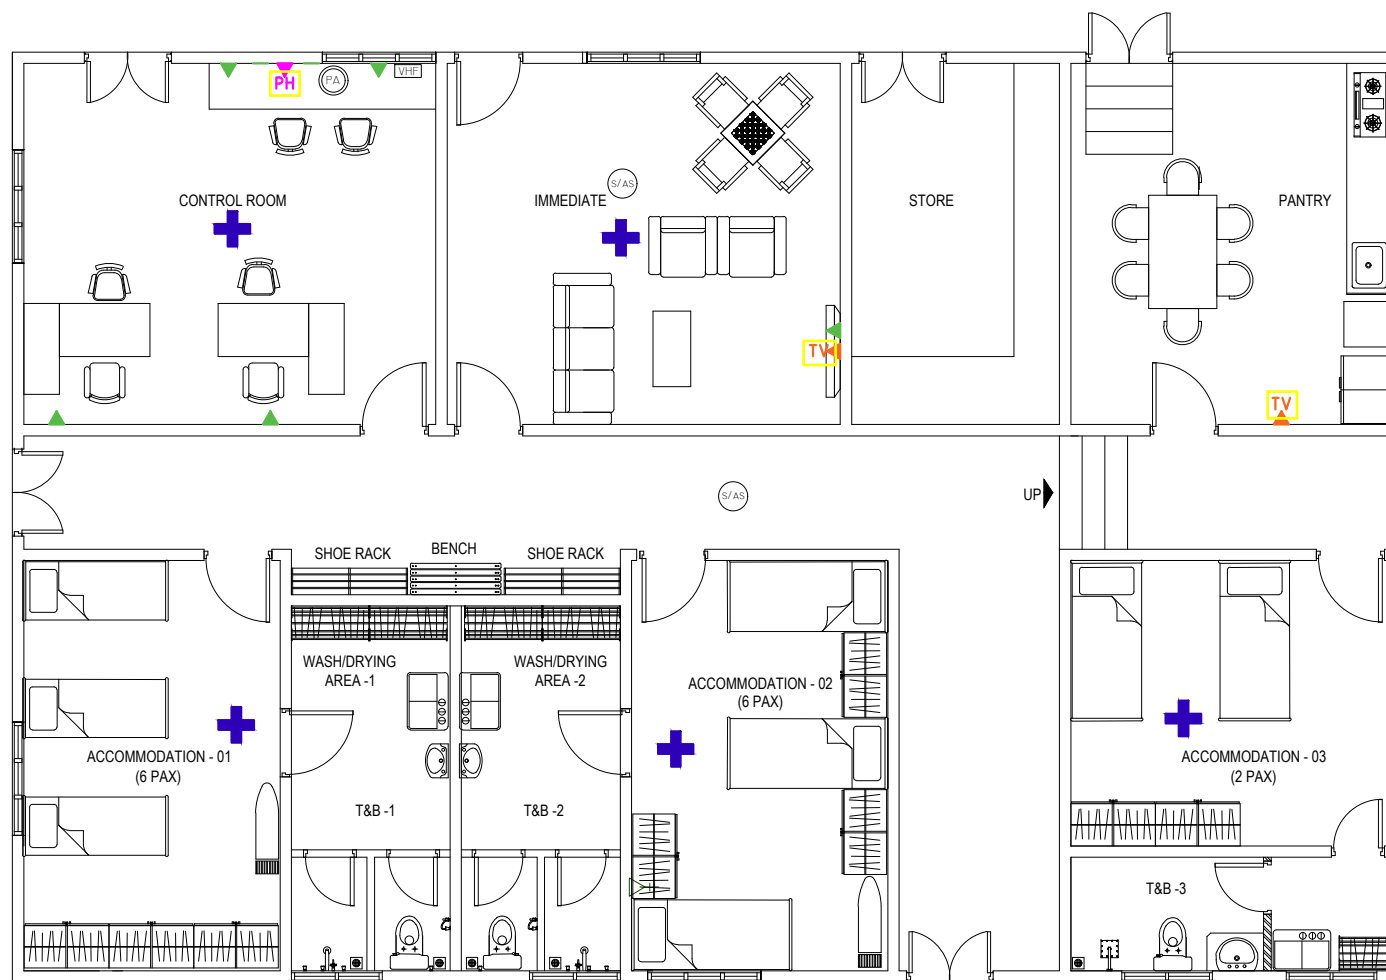 PH
PA
VHF
CONTROL ROOM
IMMEDIATE
S/AS
STORE
PANTRY
TV
TV
S/AS
UP
SHOE RACK
BENCH
SHOE RACK
WASH/DRYING
AREA -1
WASH/DRYING
AREA -2
ACCOMMODATION - 02
(6 PAX)
ACCOMMODATION - 01
(6 PAX)
ACCOMMODATION - 03
(2 PAX)
T&B -1
T&B -2
T&B -3